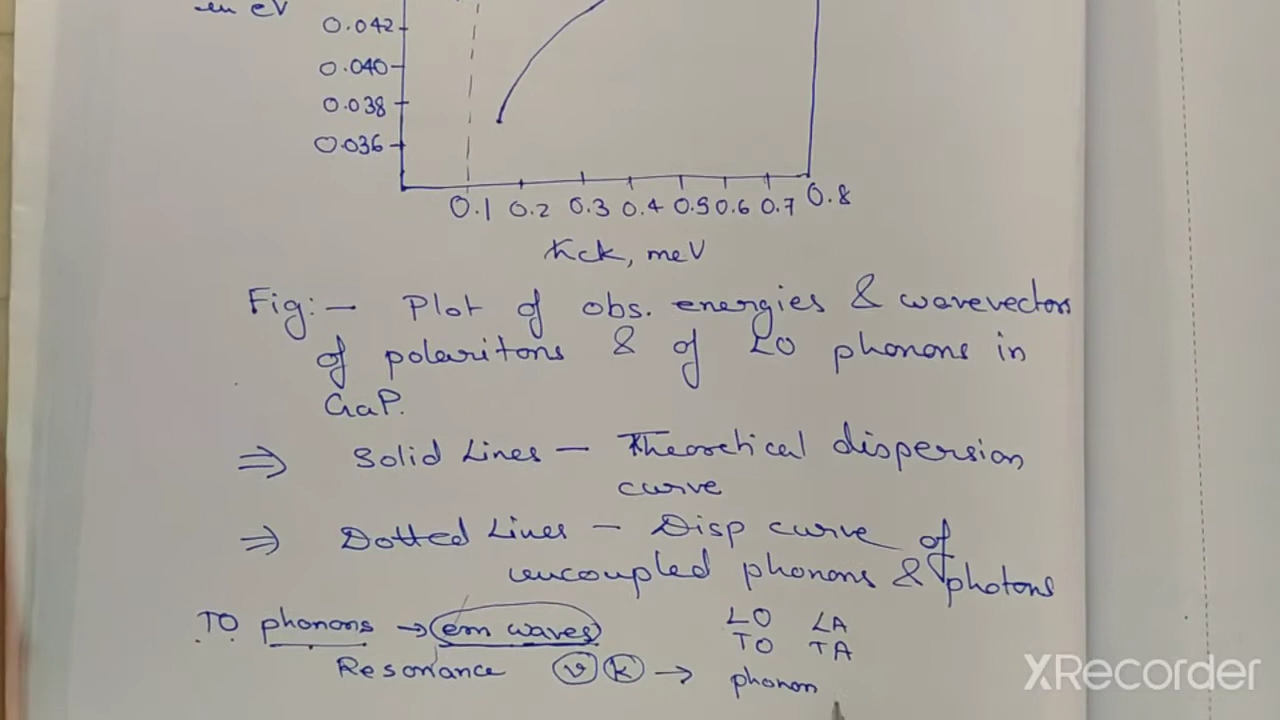 in eV
0.042
0.040
0.038
0.036
0.1 0.2 0.3 0.4 0.5 0.6 0.7 0.8
ħck, meV
Fig:- Plot of obs. energies & wavevectors
of polaritons & of LO phonons in
GaP.
⇒ Solid Lines - Theoretical dispersion
curve
⇒ Dotted Lines - Disp curve of
uncoupled phonons & photons
TO phonons → em waves
LO LA
TO TA
Resonance ν k → phonon
XRecorder